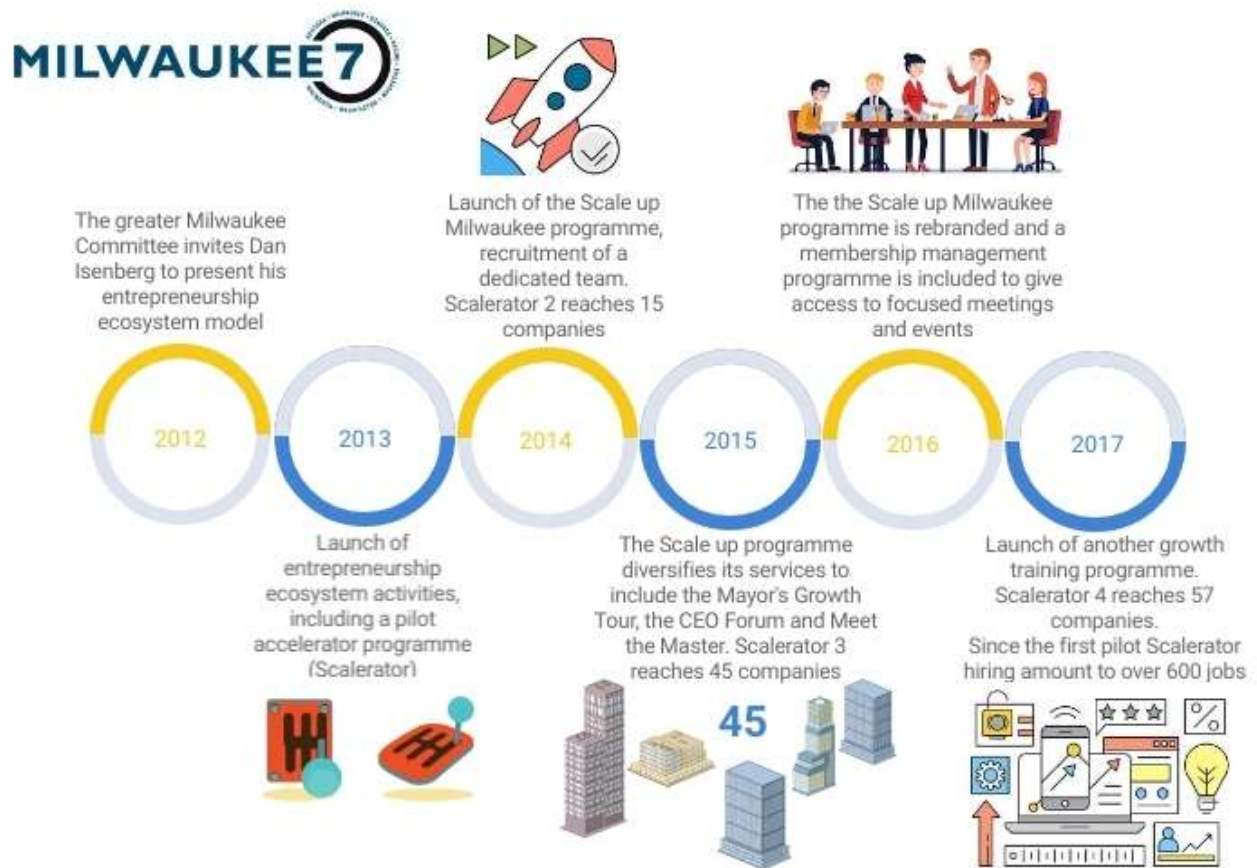 MILWAUKEE 7
The greater Milwaukee
Committee invites Dan
Isenberg to present his
entrepreneurship
ecosystem model
Launch of the Scale up
Milwaukee programme,
recruitment of a
dedicated team.
Scalerator 2 reaches 15
companies
The the Scale up Milwaukee
programme is rebranded and a
membership management
programme is included to give
access to focused meetings
and events
2012
2013
2014
2015
2016
2017
Launch of
entrepreneurship
ecosystem activities,
including a pilot
accelerator programme
(Scalerator)
The Scale up programme
diversifies its services to
include the Mayor's Growth
Tour, the CEO Forum and Meet
the Master. Scalerator 3
reaches 45 companies
45
Launch of another growth
training programme.
Scalerator 4 reaches 57
companies.
Since the first pilot Scalerator
hiring amount to over 600 jobs
%